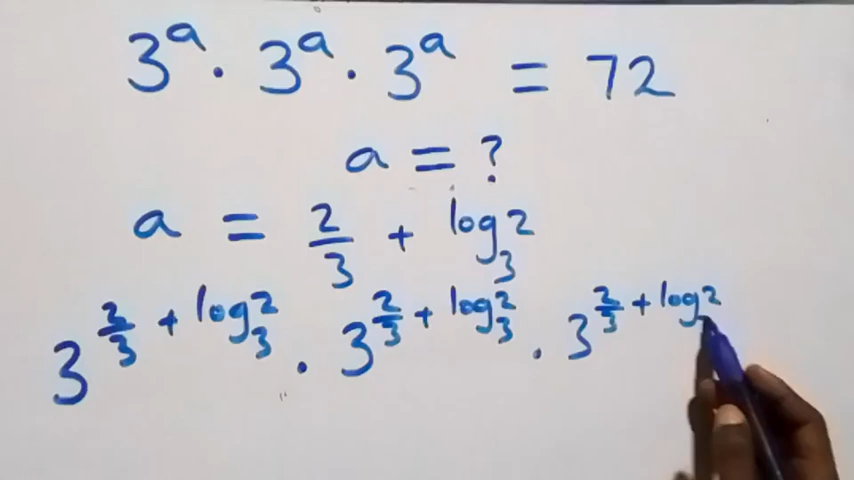 3^a · 3^a · 3^a = 72
a = ?
a = 2/3 + log₃2
3^(2/3 + log₃2) · 3^(2/3 + log₃2) · 3^(2/3 + log2